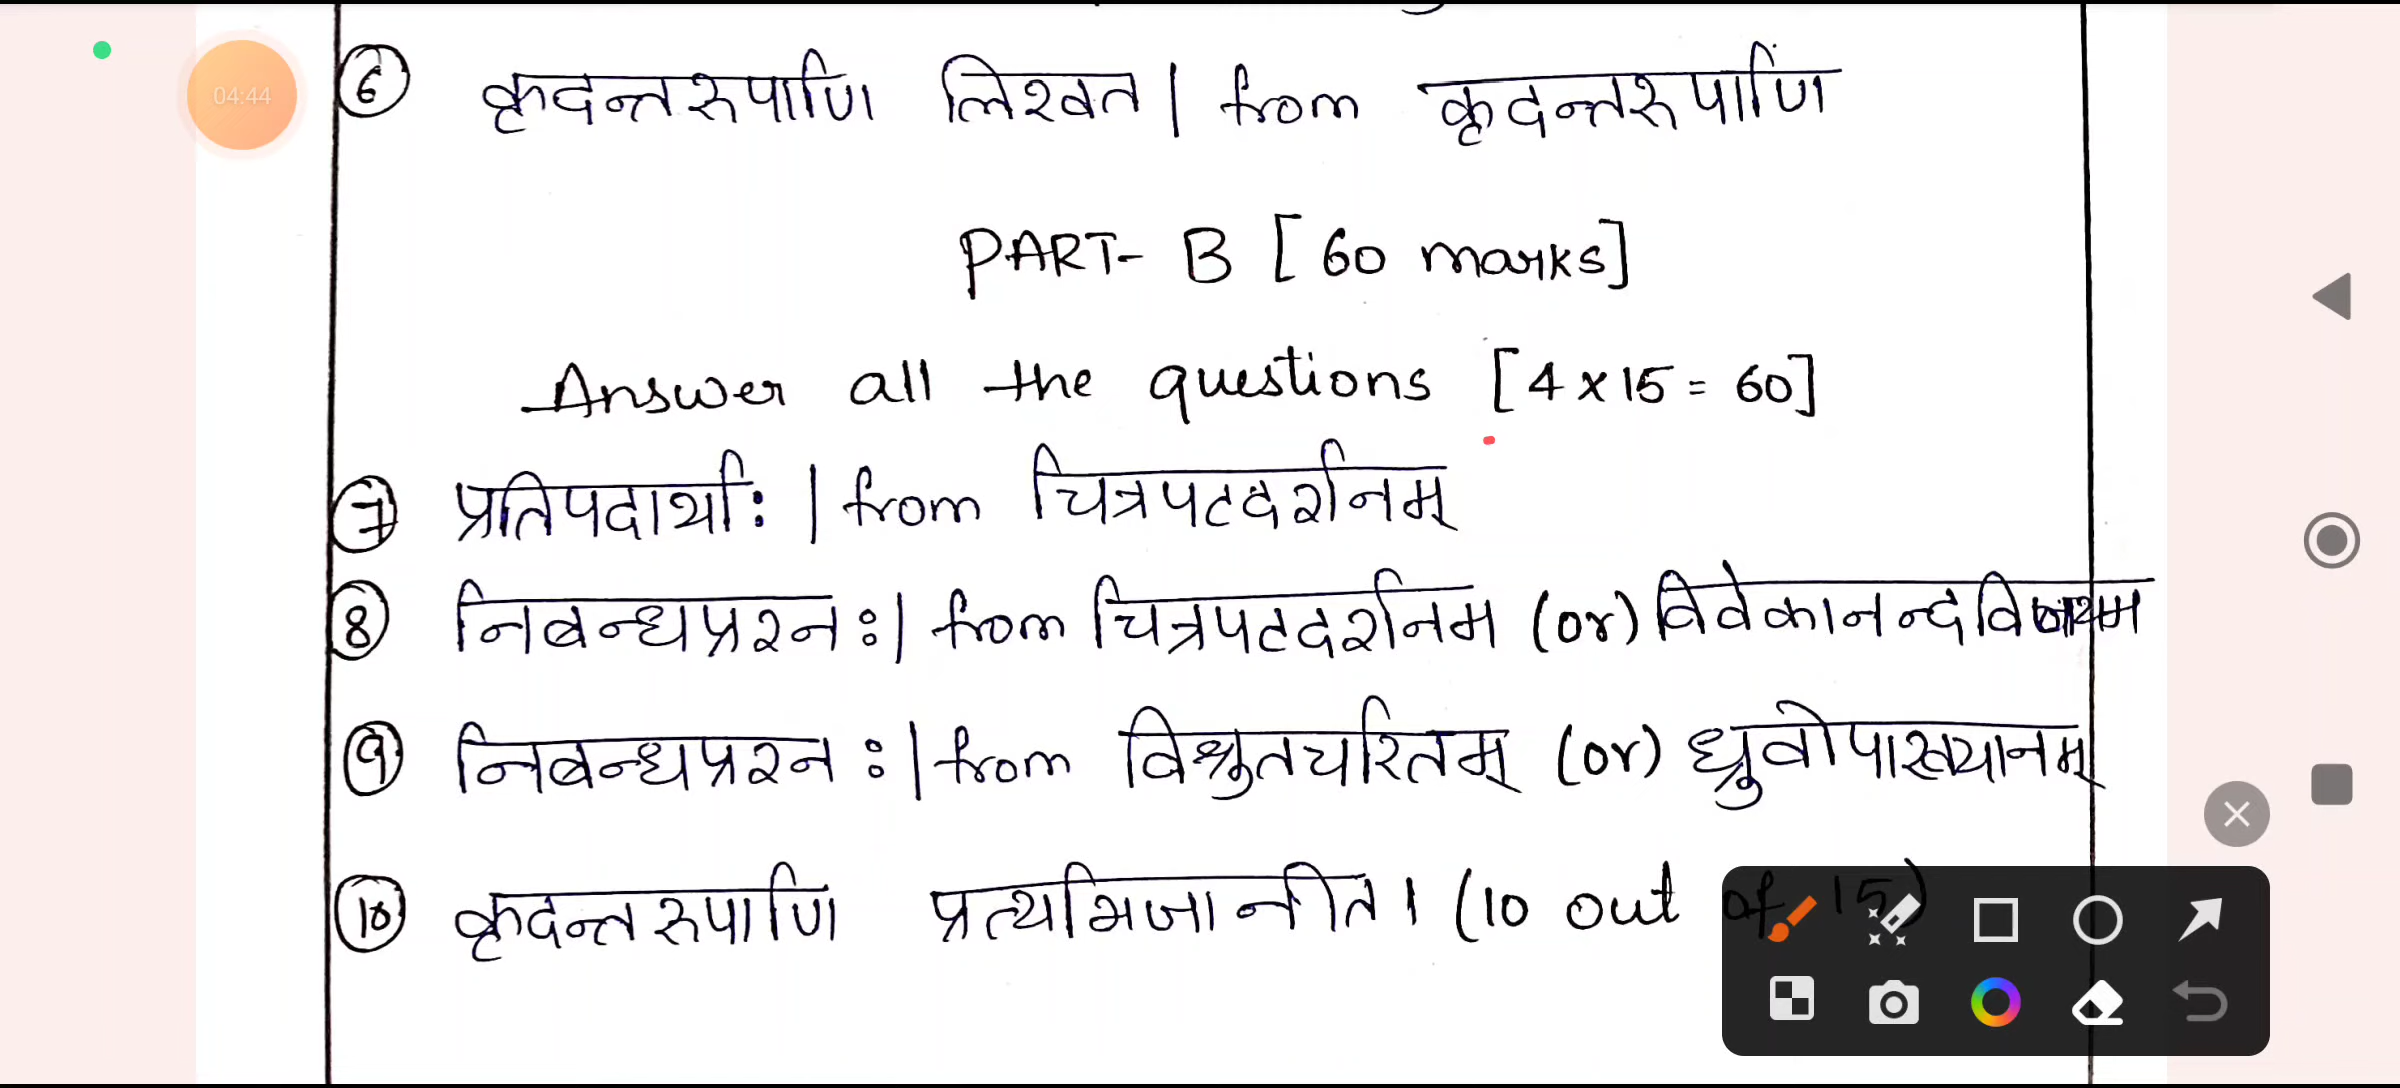 04:44
6 कृदन्तरुपाणि लिखत | from कृदन्तरुपाणि
PART- B [ 60 marks]
Answer all the questions [4 x 15 = 60]
7 प्रतिपदार्थाः | from चित्रपटदर्शनम्
8 निबन्धप्रश्नः | from चित्रपटदर्शनम (or) विवेकानन्दविजयम
9 निबन्धप्रश्नः | from विश्रुतचरितम् (or) ध्रुवोपाख्यानम्
10 कृदन्तरुपाणि प्रत्यभिजानीत। (10 out of 15)